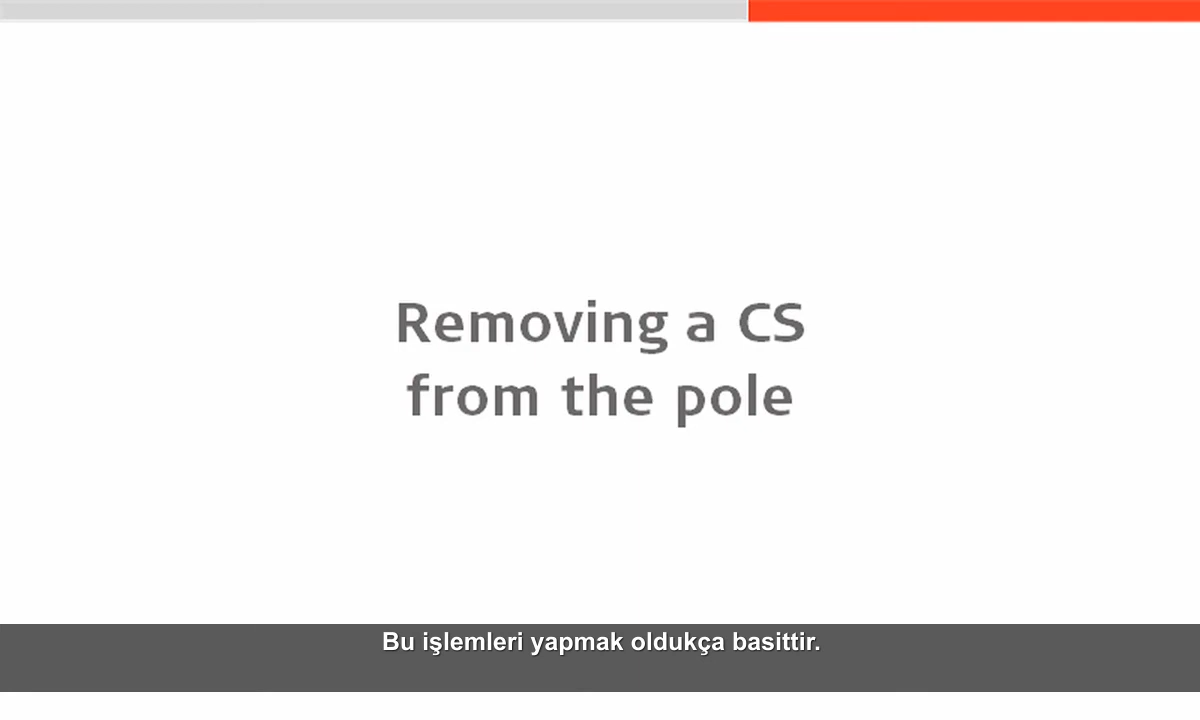 Removing a CS
from the pole
Bu işlemleri yapmak oldukça basittir.